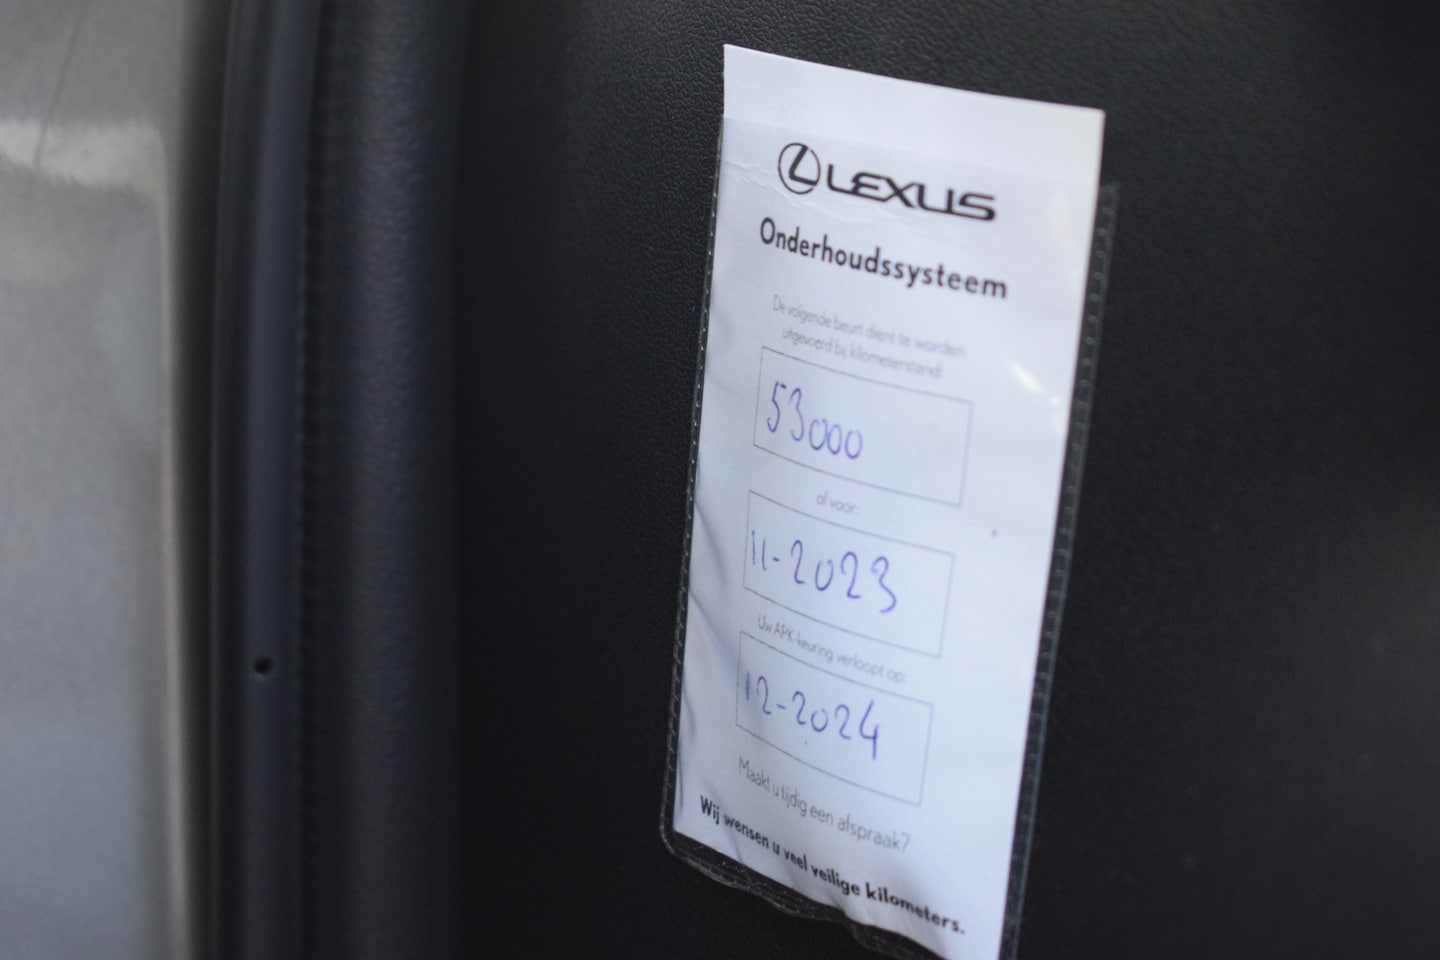 LEXUS
Onderhoudssysteem
De volgende beurt dient te worden
uitgevoerd bij kilometerstand:
53000
of voor:
11-2023
Uw APK-keuring verloopt op:
12-2024
Maakt u tijdig een afspraak?
Wij wensen u veel veilige kilometers.